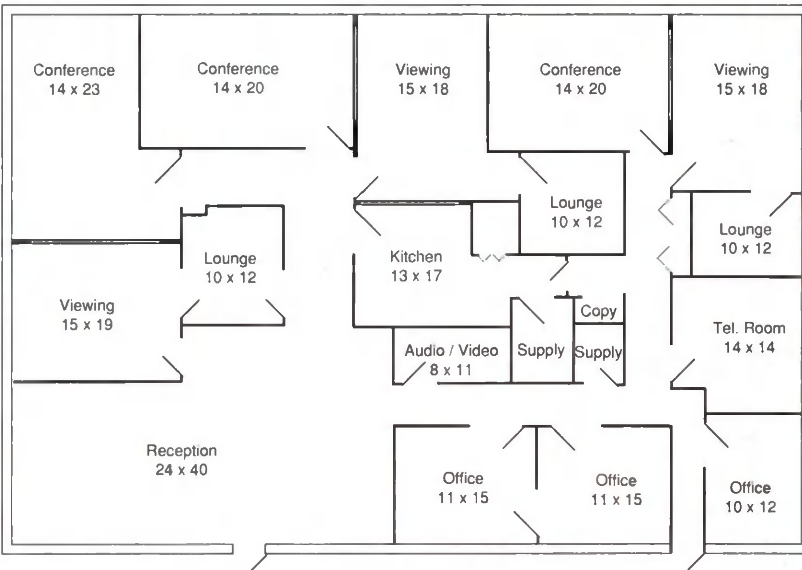 Conference
14 x 23
Conference
14 x 20
Viewing
15 x 18
Conference
14 x 20
Viewing
15 x 18
Lounge
10 x 12
Lounge
10 x 12
Lounge
10 x 12
Kitchen
13 x 17
Viewing
15 x 19
Copy
Tel. Room
14 x 14
Audio / Video
8 x 11
Supply
Supply
Reception
24 x 40
Office
11 x 15
Office
11 x 15
Office
10 x 12